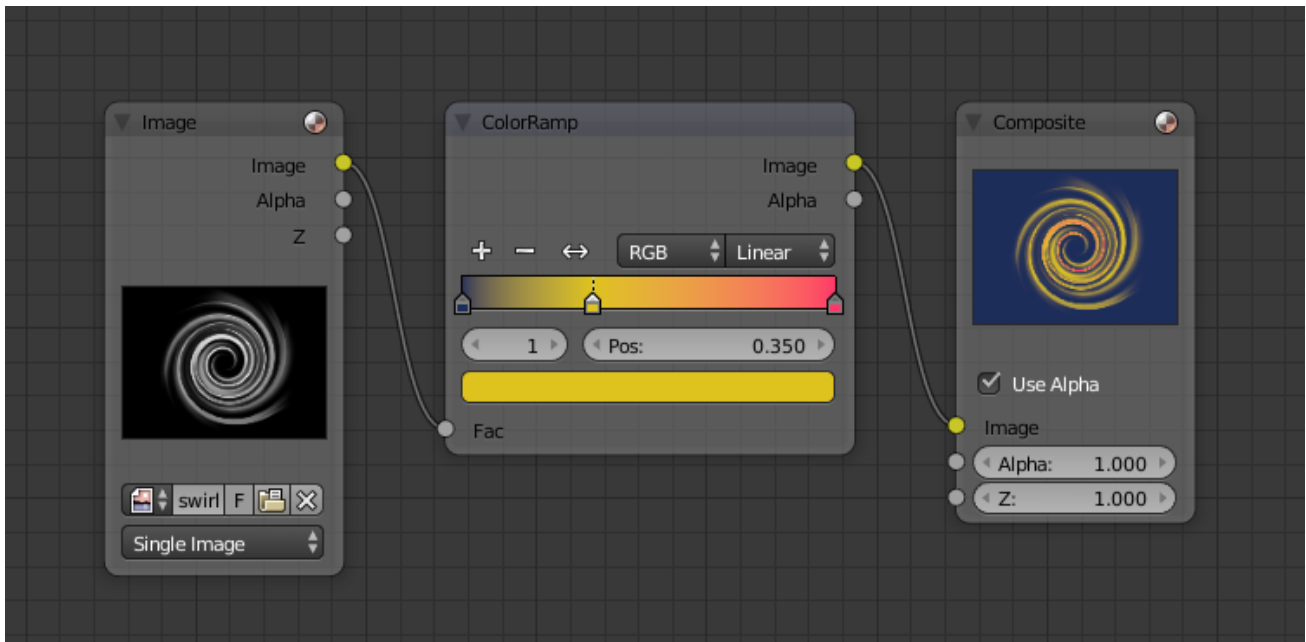 Image
Image
Alpha
Z
swirl F
Single Image
ColorRamp
Image
Alpha
RGB Linear
1 Pos: 0.350
Fac
Composite
Use Alpha
Image
Alpha: 1.000
Z: 1.000